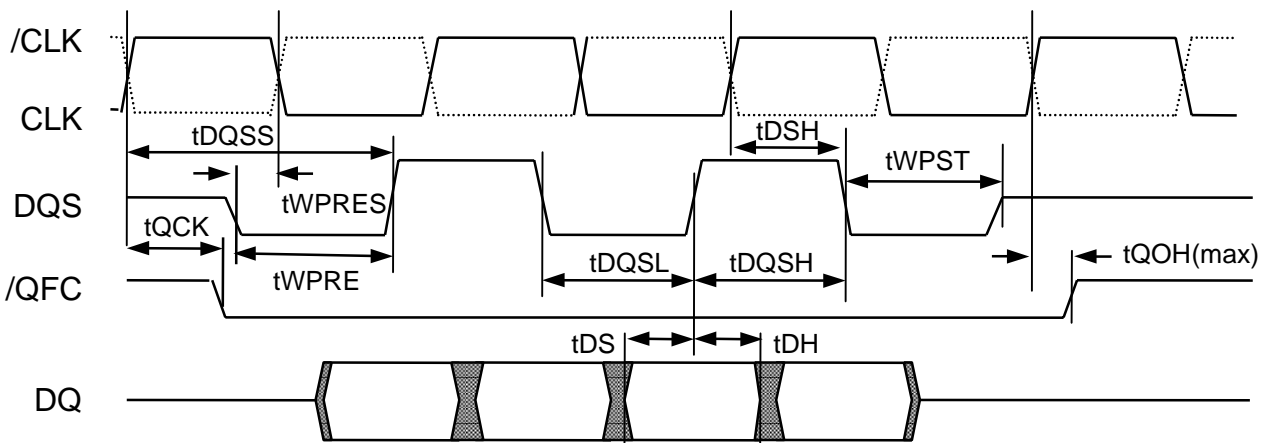 /CLK
CLK
tDQSS
tDSH
tWPST
DQS
tWPRES
tQCK
tWPRE
tDQSL
tDQSH
tQOH(max)
/QFC
tDS
tDH
DQ